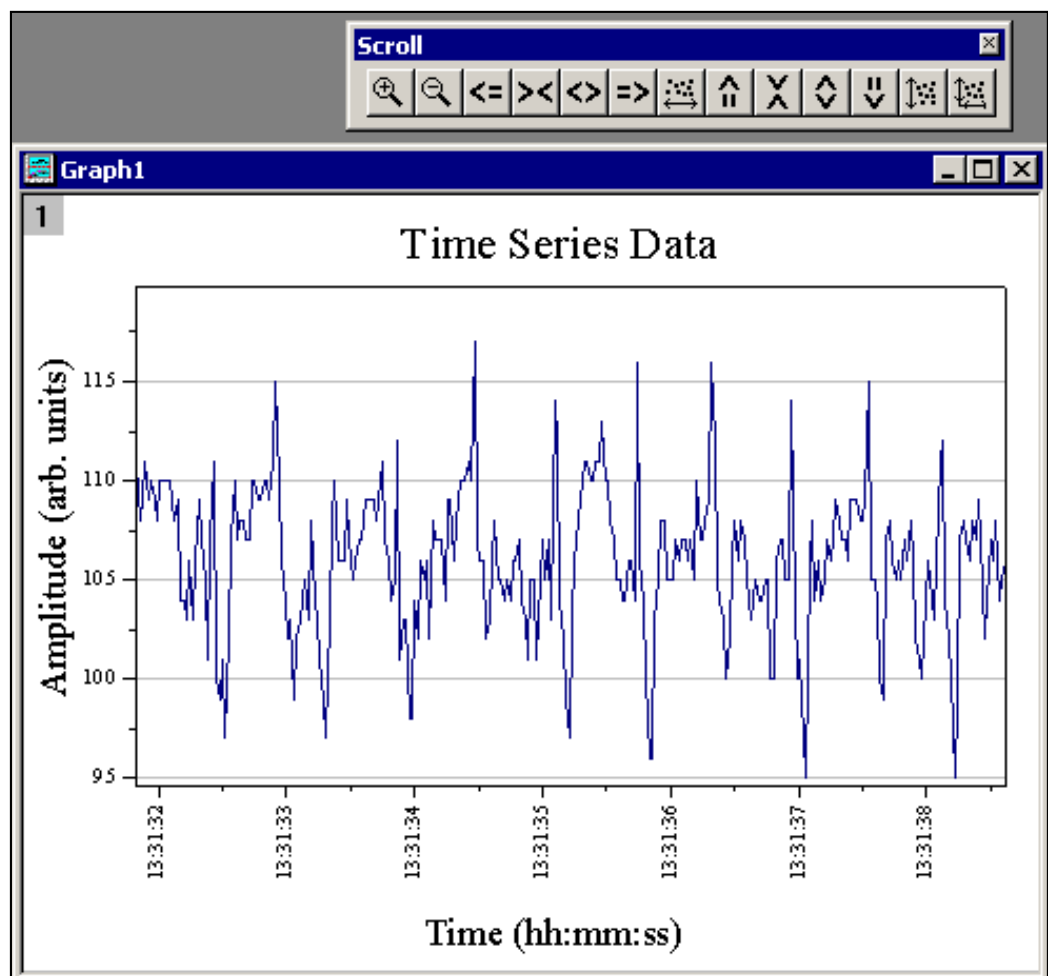 Scroll
<= >< <> =>
Graph1
1
Time Series Data
Amplitude (arb. units)
115
110
105
100
95
13:31:32 13:31:33 13:31:34 13:31:35 13:31:36 13:31:37 13:31:38
Time (hh:mm:ss)